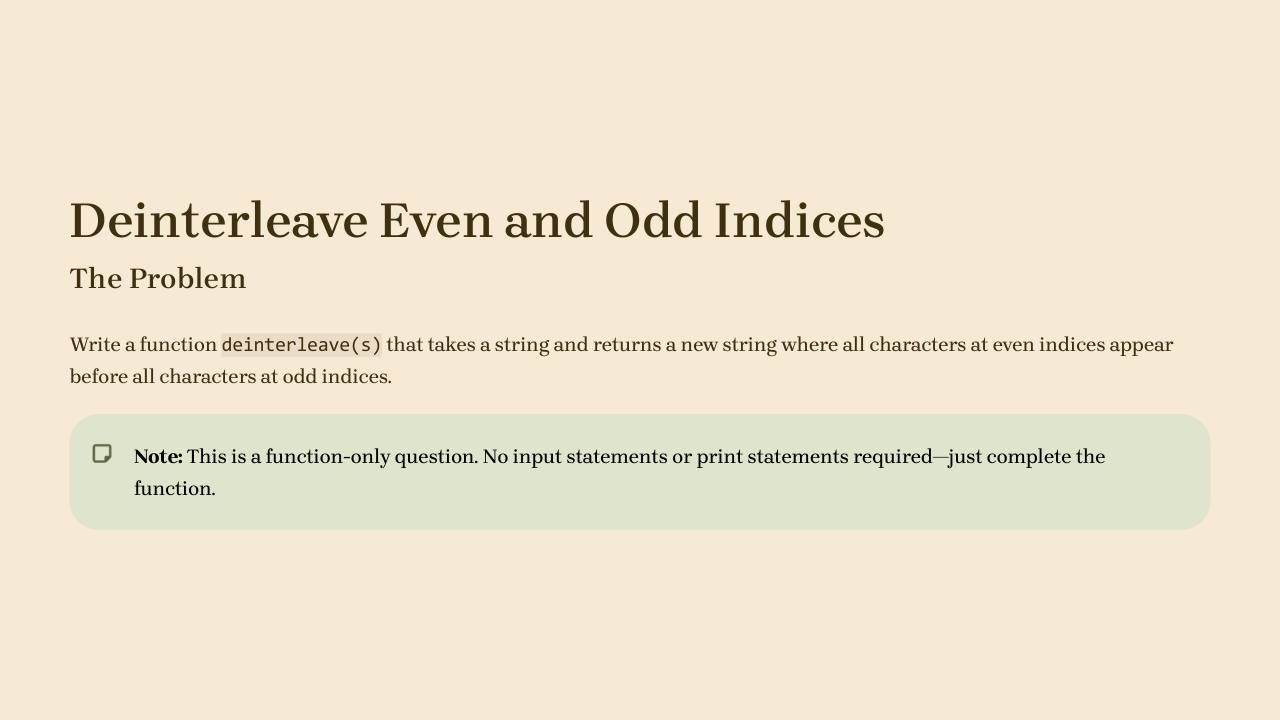 Deinterleave Even and Odd Indices
The Problem
Write a function deinterleave(s) that takes a string and returns a new string where all characters at even indices appear
before all characters at odd indices.
Note: This is a function-only question. No input statements or print statements required—just complete the
function.